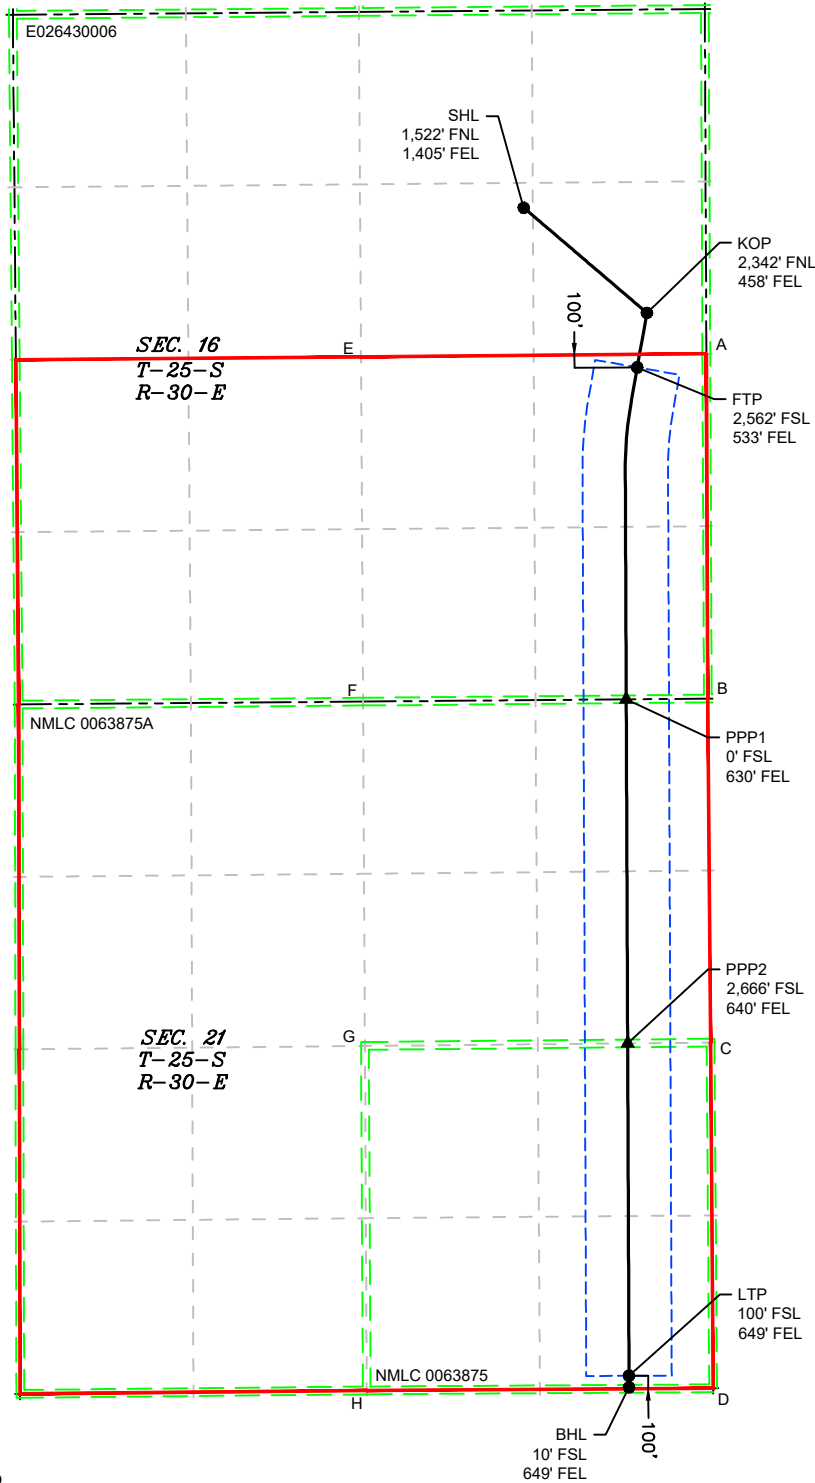 E026430006
SHL
1,522' FNL
1,405' FEL
KOP
2,342' FNL
458' FEL
100'
SEC. 16
T-25-S
R-30-E
E
A
FTP
2,562' FSL
533' FEL
F
B
NMLC 0063875A
PPP1
0' FSL
630' FEL
PPP2
2,666' FSL
640' FEL
SEC. 21
T-25-S
R-30-E
G
C
LTP
100' FSL
649' FEL
NMLC 0063875
H
D
BHL
10' FSL
649' FEL
100'